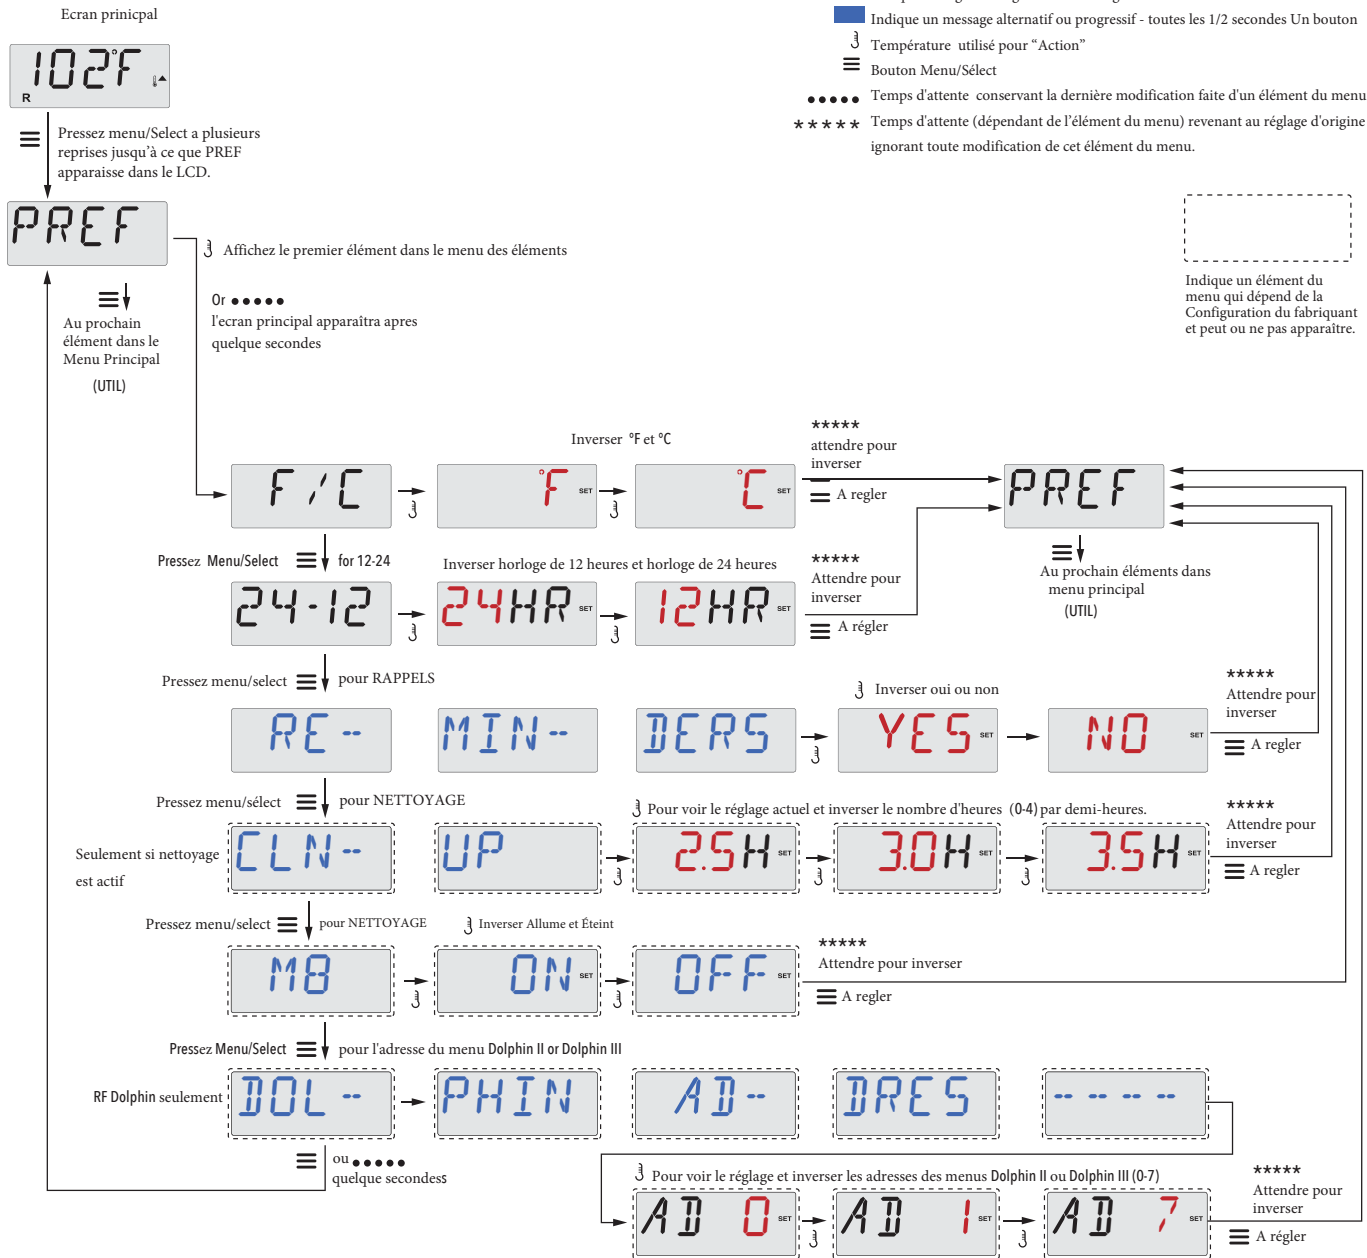 Ecran prinicpal
102°F
R
Indique un message alternatif ou progressif - toutes les 1/2 secondes Un bouton
Température utilisé pour “Action”
Bouton Menu/Sélect
••••• Temps d'attente conservant la dernière modification faite d'un élément du menu
***** Temps d'attente (dépendant de l'élément du menu) revenant au réglage d'origine
ignorant toute modification de cet élément du menu.
Pressez menu/Select a plusieurs
reprises jusqu'à ce que PREF
apparaisse dans le LCD.
PREF
Affichez le premier élément dans le menu des éléments
Or •••••
l'ecran principal apparaîtra apres
quelque secondes
Au prochain
élément dans le
Menu Principal
(UTIL)
Indique un élément du
menu qui dépend de la
Configuration du fabriquant
et peut ou ne pas apparaître.
Inverser °F et °C
F/C
°F SET
°C SET
*****
attendre pour
inverser
A regler
PREF
Au prochain éléments dans
menu principal
(UTIL)
Pressez Menu/Select
for 12-24
Inverser horloge de 12 heures et horloge de 24 heures
24-12
24HR SET
12HR SET
*****
Attendre pour
inverser
A régler
Pressez menu/select
pour RAPPELS
Inverser oui ou non
RE-
MIN-
DERS
YES SET
NO SET
*****
Attendre pour
inverser
A regler
Pressez menu/sélect
pour NETTOYAGE
Pour voir le réglage actuel et inverser le nombre d'heures (0-4) par demi-heures.
Seulement si nettoyage
est actif
CLN-
UP
2.5H SET
3.0H SET
3.5H SET
*****
Attendre pour
inverser
A regler
Pressez menu/select
pour NETTOYAGE
Inverser Allume et Éteint
M8
ON SET
OFF SET
*****
Attendre pour inverser
A regler
Pressez Menu/Select
pour l'adresse du menu Dolphin II or Dolphin III
RF Dolphin seulement
DOL-
PHIN
AD-
DRES
----
ou •••••
quelque secondess
Pour voir le réglage et inverser les adresses des menus Dolphin II ou Dolphin III (0-7)
AD 0 SET
AD 1 SET
AD 7 SET
*****
Attendre pour
inverser
A régler